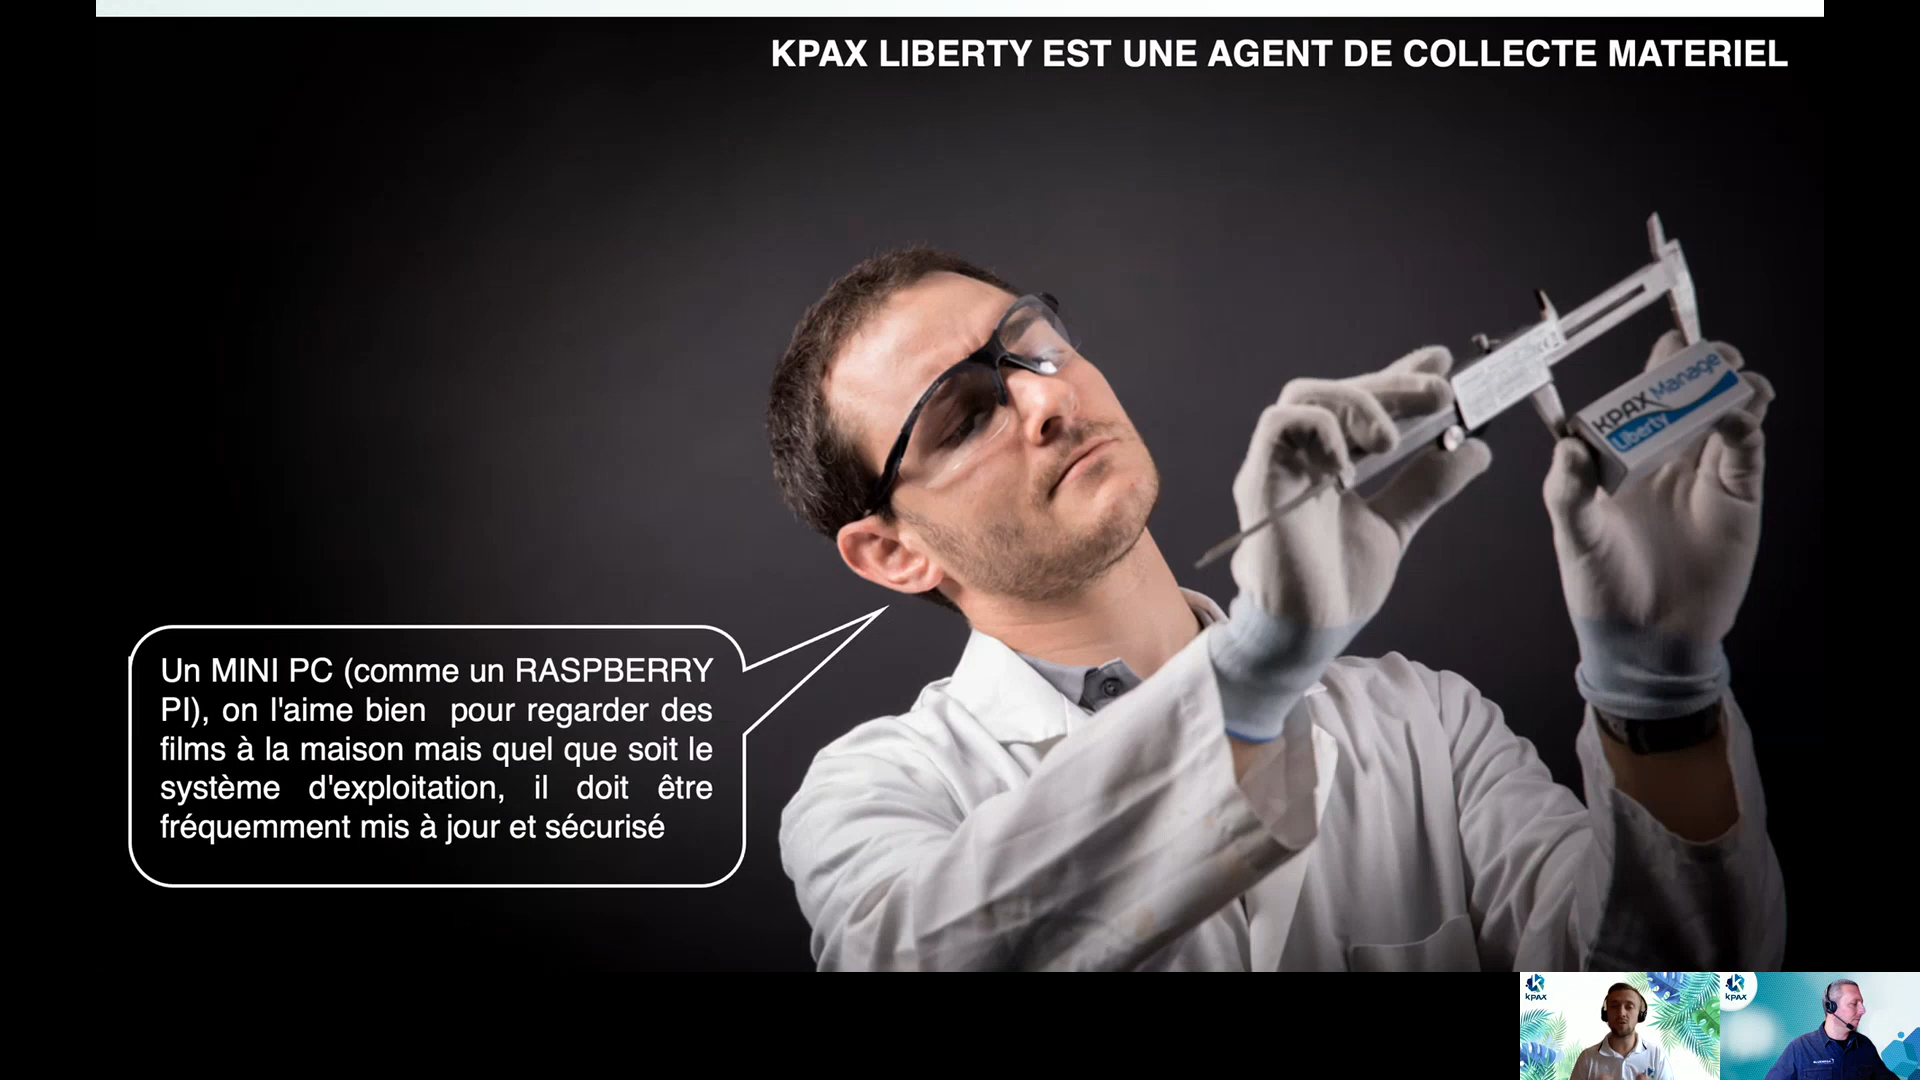 KPAX LIBERTY EST UNE AGENT DE COLLECTE MATERIEL
KPAX Manage
Liberty
Un MINI PC (comme un RASPBERRY
PI), on l'aime bien pour regarder des
films à la maison mais quel que soit le
système d'exploitation, il doit être
fréquemment mis à jour et sécurisé
KPAX
KPAX